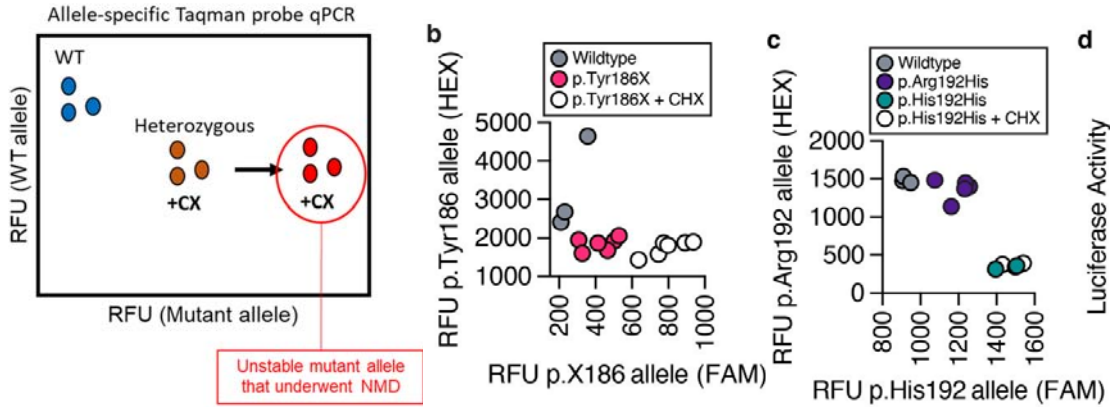 Allele-specific Taqman probe qPCR
WT
Heterozygous
+CX
+CX
RFU (WT allele)
RFU (Mutant allele)
Unstable mutant allele
that underwent NMD
b
Wildtype
p.Tyr186X
p.Tyr186X + CHX
RFU p.Tyr186 allele (HEX)
5000
4000
3000
2000
1000
200
400
600
800
1000
RFU p.X186 allele (FAM)
c
Wildtype
p.Arg192His
p.His192His
p.His192His + CHX
RFU p.Arg192 allele (HEX)
2000
1500
1000
500
0
800
1000
1200
1400
1600
RFU p.His192 allele (FAM)
d
Luciferase Activity